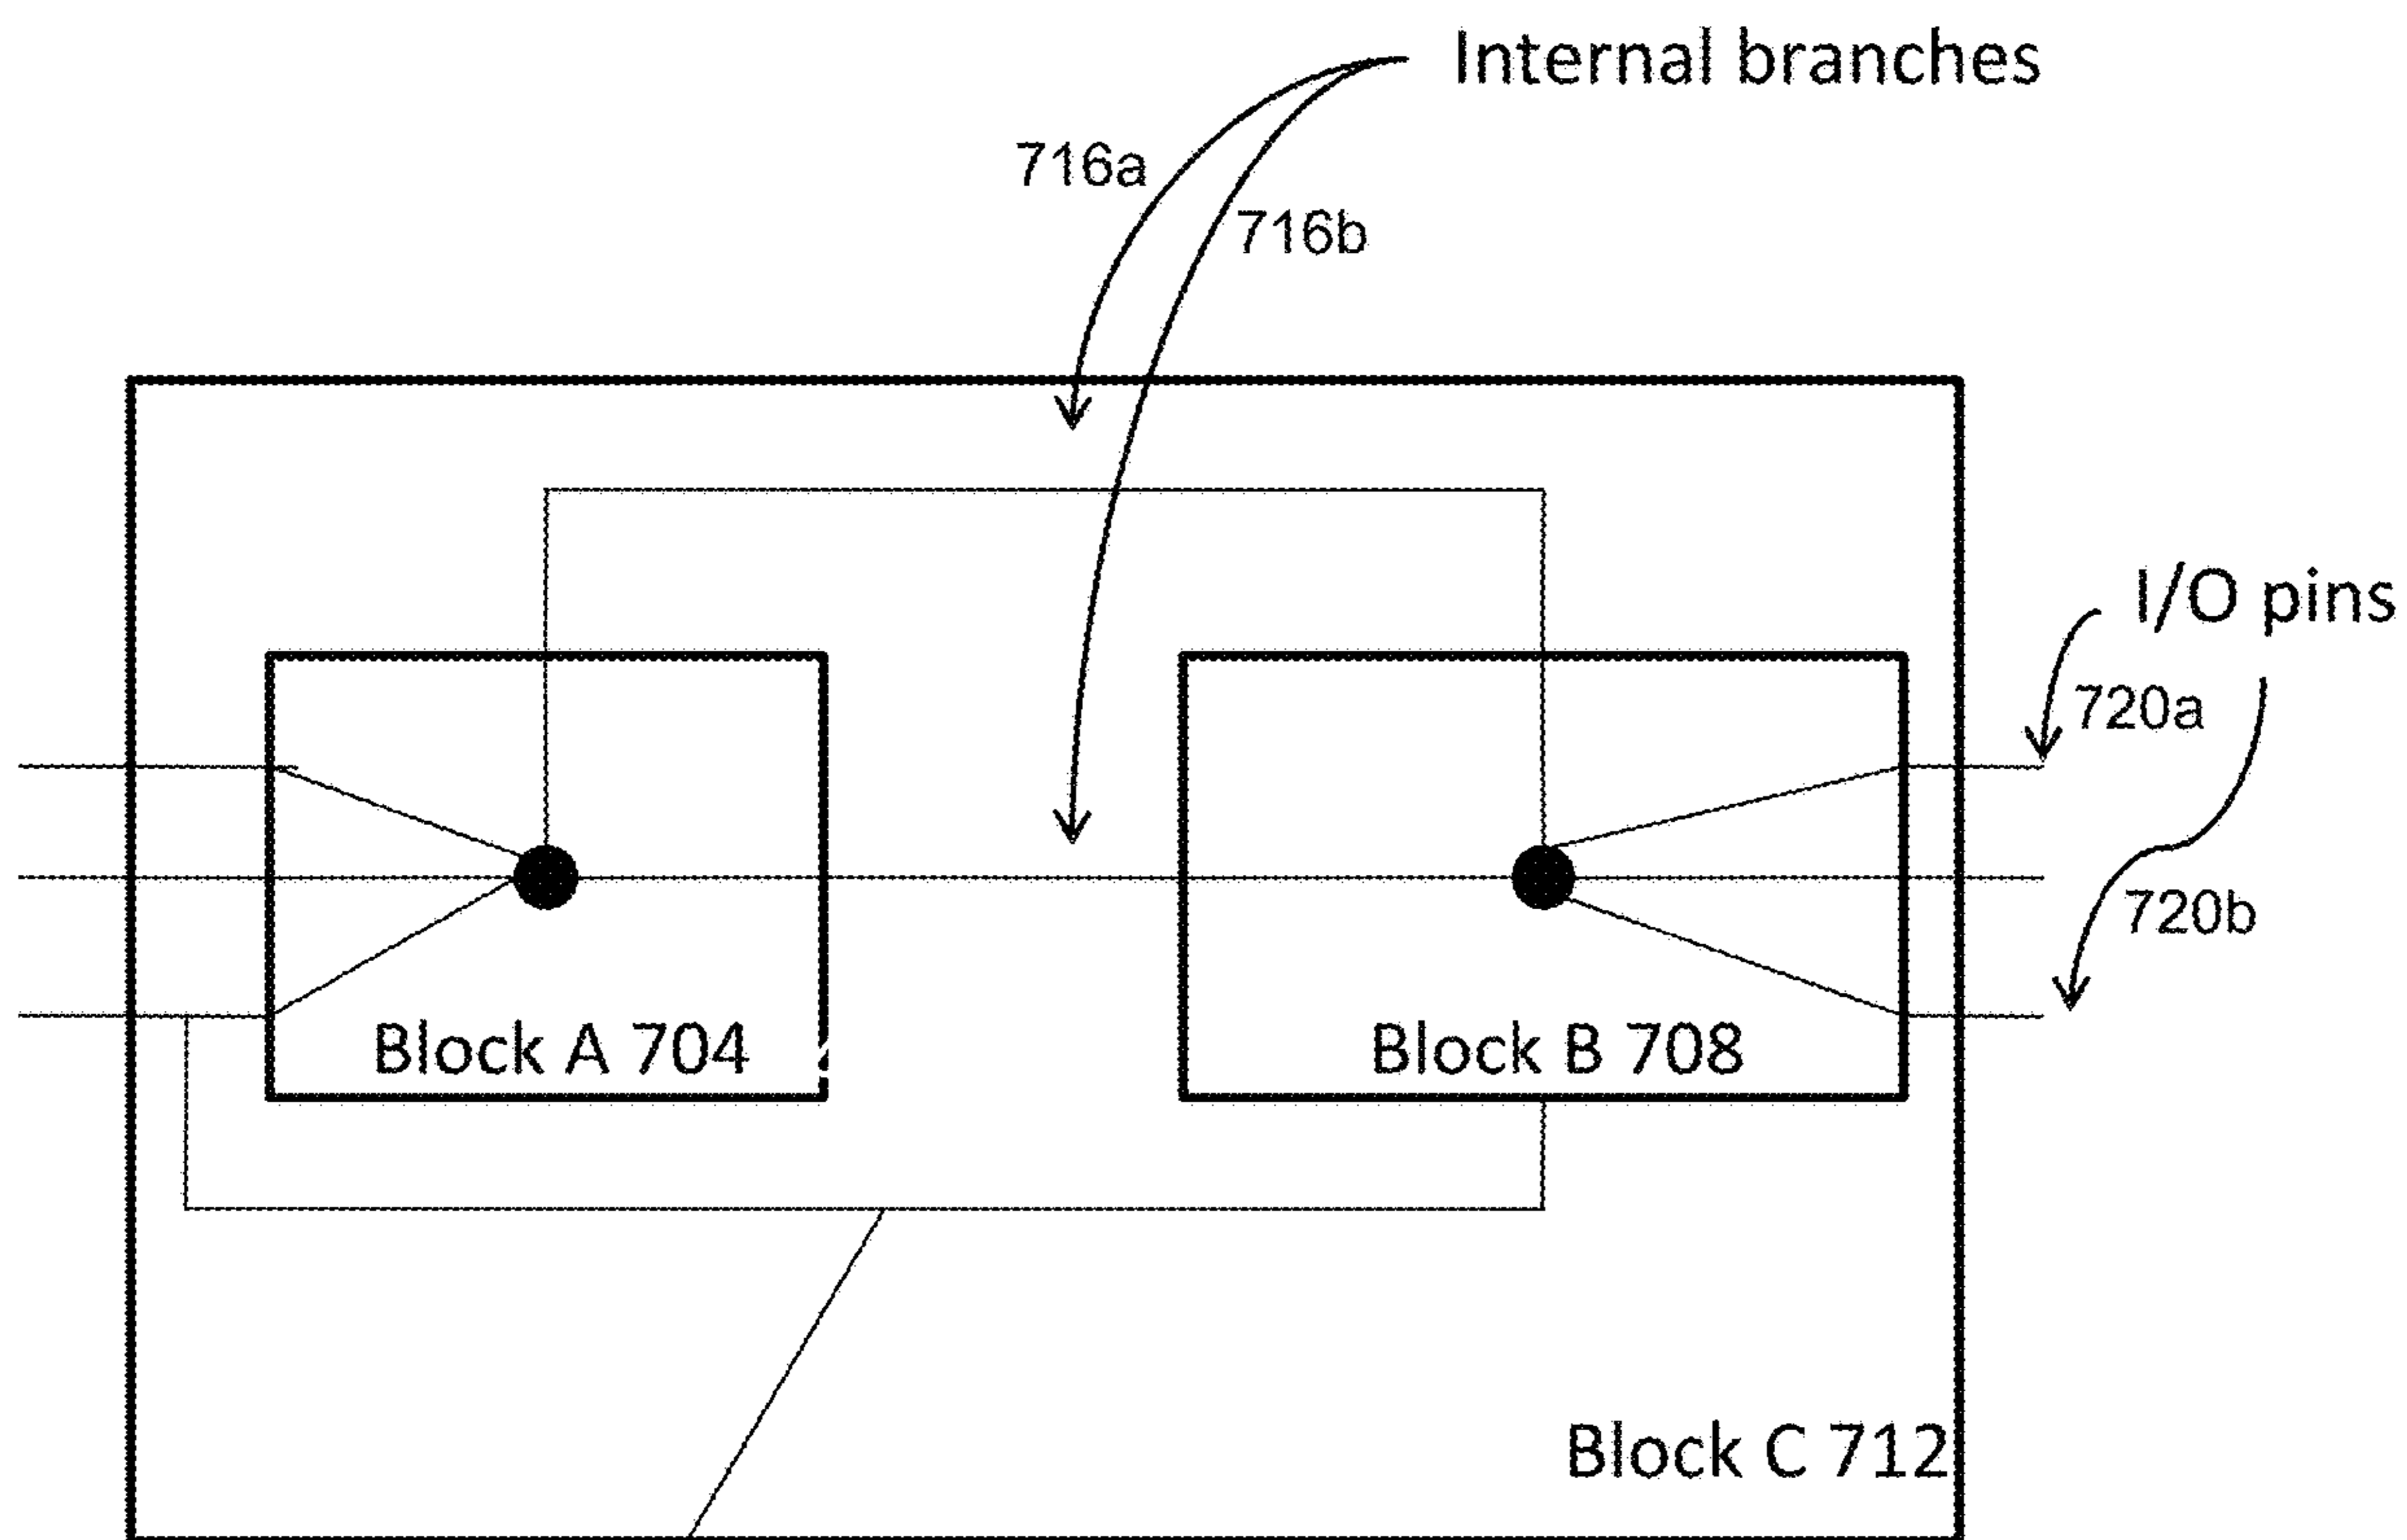 Internal branches
716a
716b
I/O pins
720a
720b
Block A 704
Block B 708
Block C 712